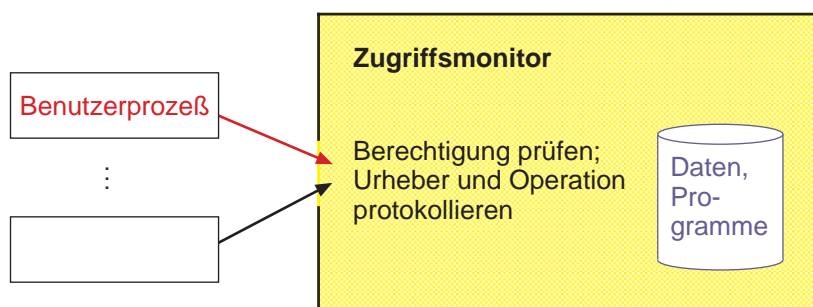 Zugriffsmonitor
Benutzerprozeß
⋮
Berechtigung prüfen;
Urheber und Operation
protokollieren
Daten,
Pro-
gramme